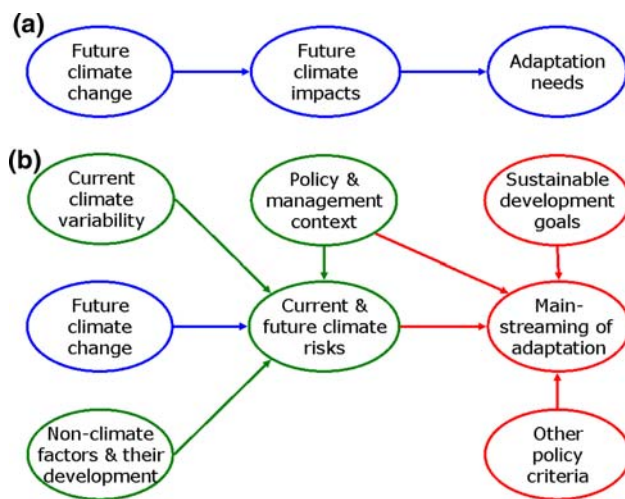 (a)
Future
climate
change
Future
climate
impacts
Adaptation
needs
(b)
Current
climate
variability
Policy &
management
context
Sustainable
development
goals
Future
climate
change
Current &
future climate
risks
Main-
streaming of
adaptation
Non-climate
factors & their
development
Other
policy
criteria